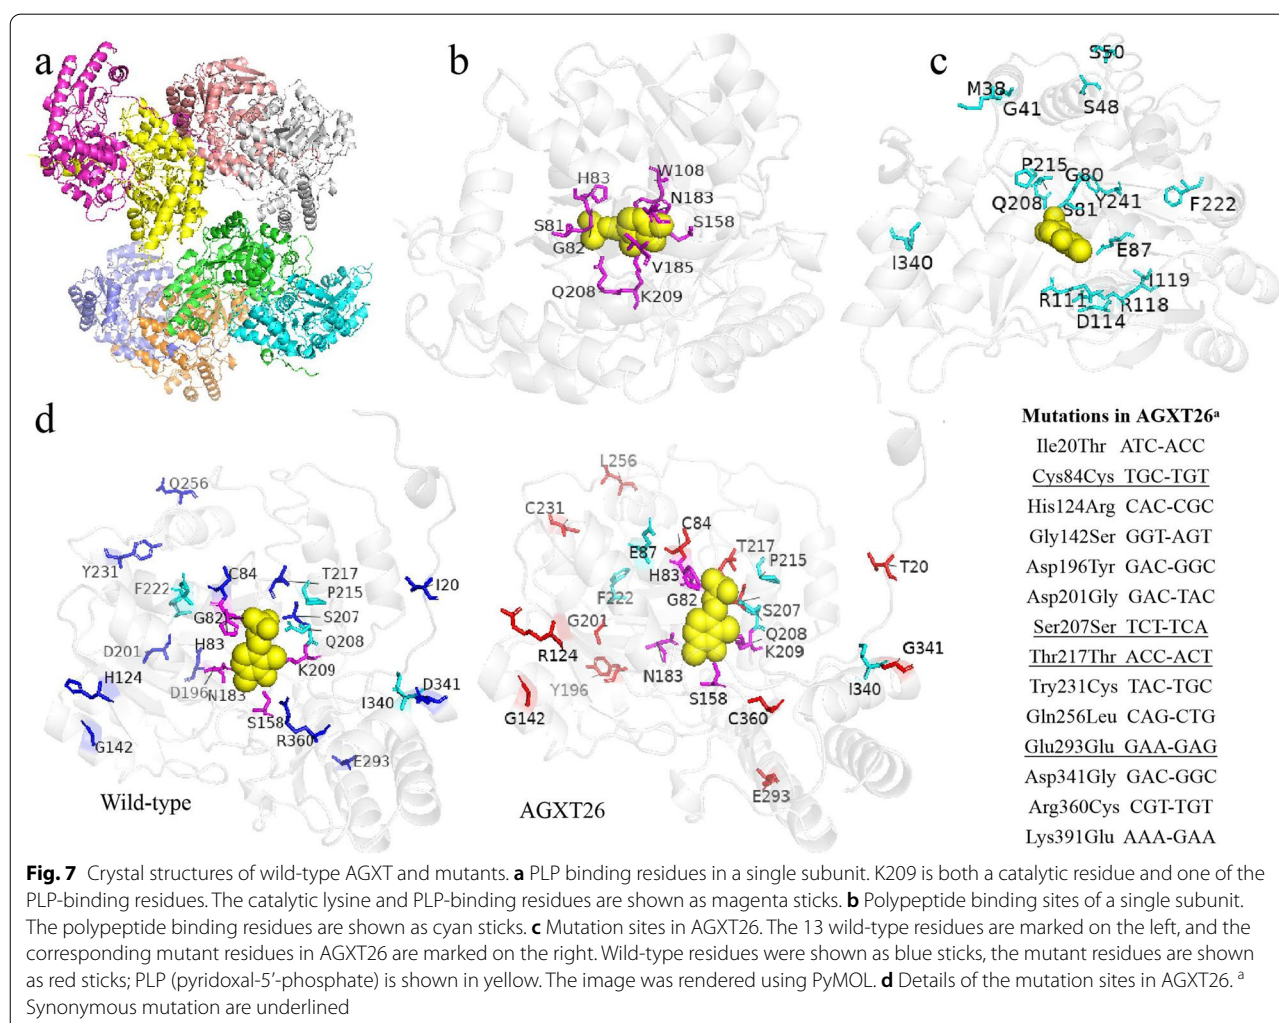 a
b
c
S50
M38
G41
S48
H83
W108
N183
S81
S158
G82
V185
Q208
K209
P215
G80
Q208
S81
Y241
F222
E87
I340
I119
R111
R118
D114
d
Q256
Y231
F222
C84
T217
P215
I20
G82
S207
Q208
D201
H83
K209
H124
D196
N183
I340
D341
S158
R360
G142
E293
Wild-type
L256
C231
C84
E87
T217
P215
H83
T20
F222
G82
S207
G201
Q208
R124
K209
G341
Y196
N183
I340
S158
G142
C360
E293
AGXT26
Mutations in AGXT26ᵃ
Ile20Thr ATC-ACC
Cys84Cys TGC-TGT
His124Arg CAC-CGC
Gly142Ser GGT-AGT
Asp196Tyr GAC-GGC
Asp201Gly GAC-TAC
Ser207Ser TCT-TCA
Thr217Thr ACC-ACT
Try231Cys TAC-TGC
Gln256Leu CAG-CTG
Glu293Glu GAA-GAG
Asp341Gly GAC-GGC
Arg360Cys CGT-TGT
Lys391Glu AAA-GAA
Fig. 7 Crystal structures of wild-type AGXT and mutants. a PLP binding residues in a single subunit. K209 is both a catalytic residue and one of the
PLP-binding residues. The catalytic lysine and PLP-binding residues are shown as magenta sticks. b Polypeptide binding sites of a single subunit.
The polypeptide binding residues are shown as cyan sticks. c Mutation sites in AGXT26. The 13 wild-type residues are marked on the left, and the
corresponding mutant residues in AGXT26 are marked on the right. Wild-type residues were shown as blue sticks, the mutant residues are shown
as red sticks; PLP (pyridoxal-5′-phosphate) is shown in yellow. The image was rendered using PyMOL. d Details of the mutation sites in AGXT26. ᵃ
Synonymous mutation are underlined